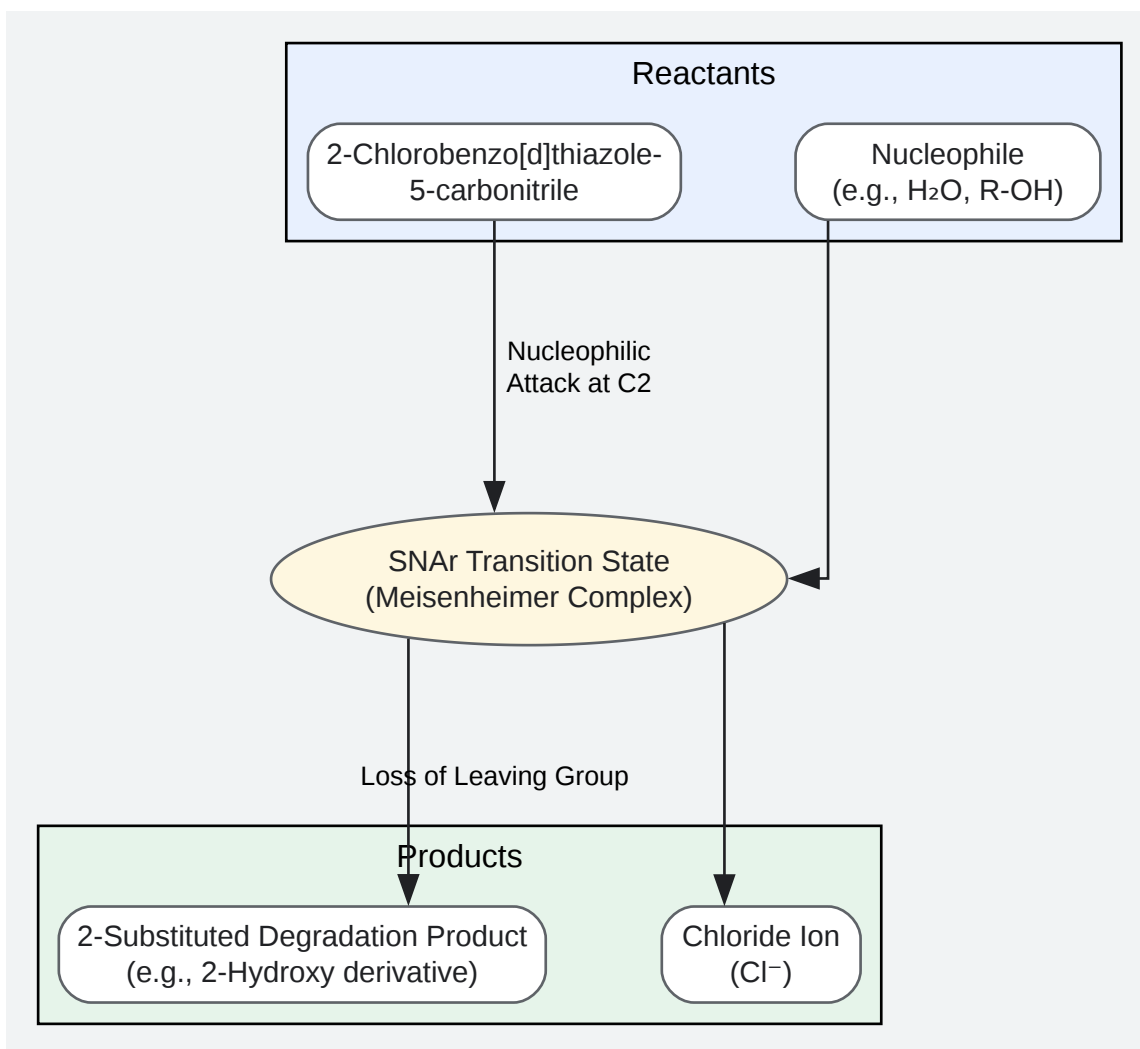 Reactants
2-Chlorobenzo[d]thiazole-
5-carbonitrile
Nucleophile
(e.g., H₂O, R-OH)
Nucleophilic
Attack at C2
SNAr Transition State
(Meisenheimer Complex)
Loss of Leaving Group
Products
2-Substituted Degradation Product
(e.g., 2-Hydroxy derivative)
Chloride Ion
(Cl⁻)